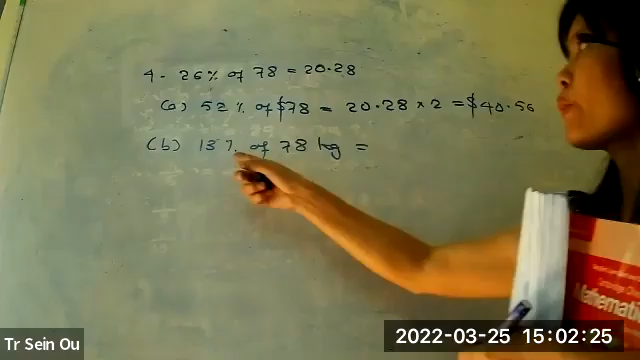 4. 26% of 78 = 20.28
(a) 52% of $78 = 20.28 × 2 = $40.56
(b) 13% of 78 kg =
Mathematics
Tr Sein Ou
2022-03-25 15:02:25